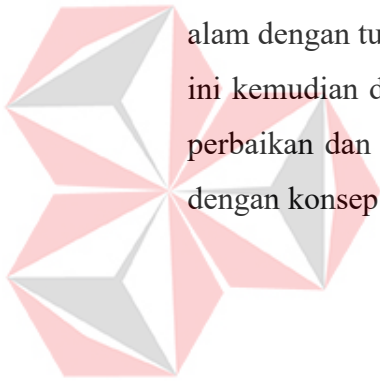 alam dengan tu
ini kemudian d
perbaikan dan
dengan konsep